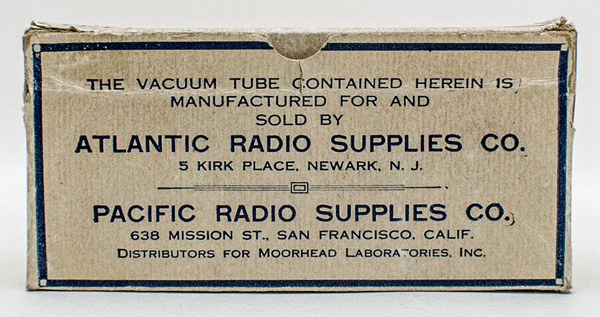 THE VACUUM TUBE CONTAINED HEREIN IS
MANUFACTURED FOR AND
SOLD BY
ATLANTIC RADIO SUPPLIES CO.
5 KIRK PLACE, NEWARK, N. J.
PACIFIC RADIO SUPPLIES CO.
638 MISSION ST., SAN FRANCISCO, CALIF.
DISTRIBUTORS FOR MOORHEAD LABORATORIES, INC.